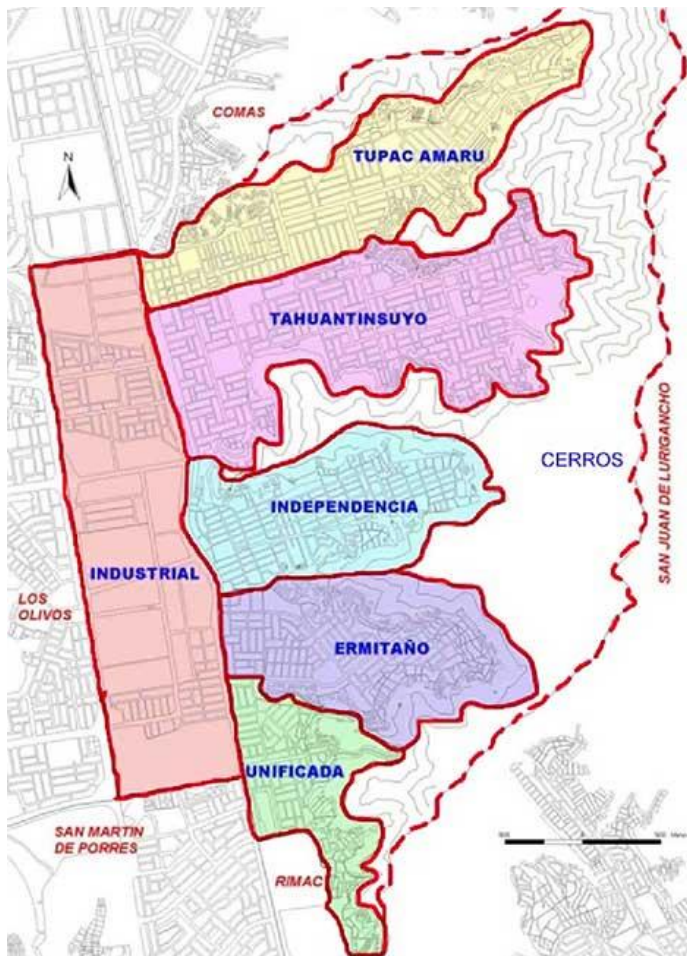 COMAS
N
TUPAC AMARU
TAHUANTINSUYO
CERROS
SAN JUAN DE LURIGANCHO
INDEPENDENCIA
INDUSTRIAL
LOS
OLIVOS
ERMITAÑO
UNIFICADA
SAN MARTIN
DE PORRES
RIMAC